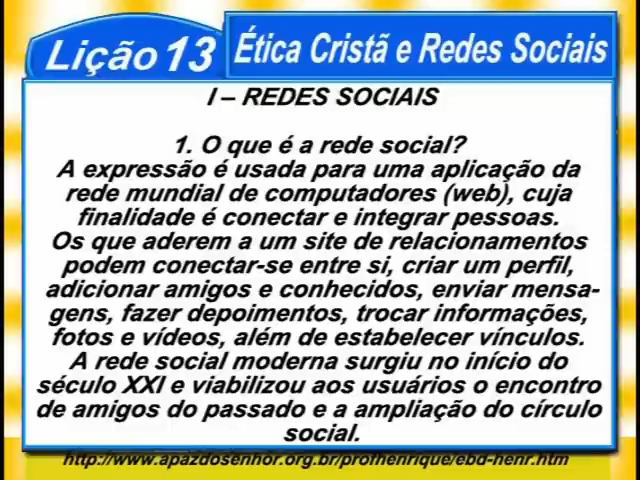 Lição 13
Ética Cristã e Redes Sociais
I – REDES SOCIAIS
1. O que é a rede social?
A expressão é usada para uma aplicação da
rede mundial de computadores (web), cuja
finalidade é conectar e integrar pessoas.
Os que aderem a um site de relacionamentos
podem conectar-se entre si, criar um perfil,
adicionar amigos e conhecidos, enviar mensa-
gens, fazer depoimentos, trocar informações,
fotos e vídeos, além de estabelecer vínculos.
A rede social moderna surgiu no início do
século XXI e viabilizou aos usuários o encontro
de amigos do passado e a ampliação do círculo
social.
http://www.apazdosenhor.org.br/profhenrique/ebd-henr.htm